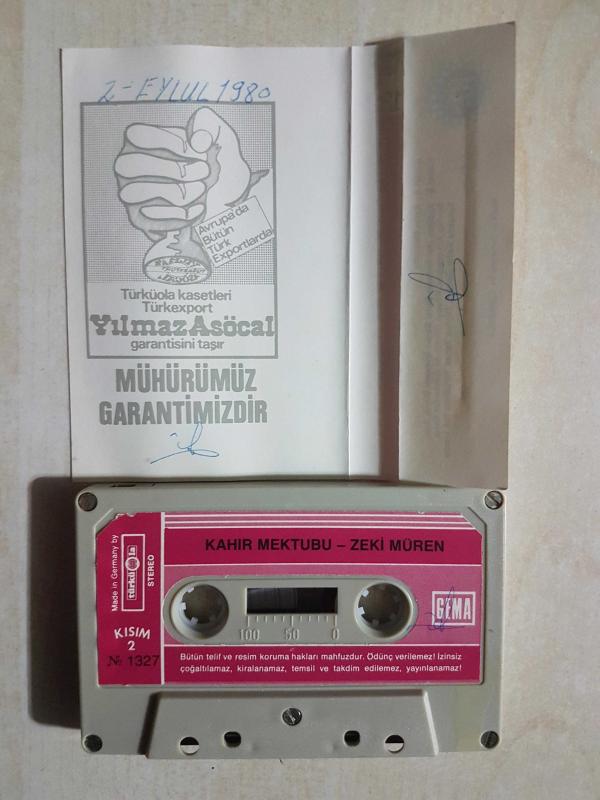 2 - EYLUL 1980
Avrupa'da
Bütün
Türk
Exportlarda
Türküola kasetleri
Türkexport
Yılmaz Asöcal
garantisini taşır
MÜHÜRÜMÜZ
GARANTİMİZDİR
KAHIR MEKTUBU – ZEKİ MÜREN
Made in Germany by
türküola
STEREO
KISIM
2
№ 1327
100 50 0
GEMA
Bütün telif ve resim koruma hakları mahfuzdur. Ödünç verilemez! İzinsiz
çoğaltılamaz, kiralanamaz, temsil ve takdim edilemez, yayınlanamaz!